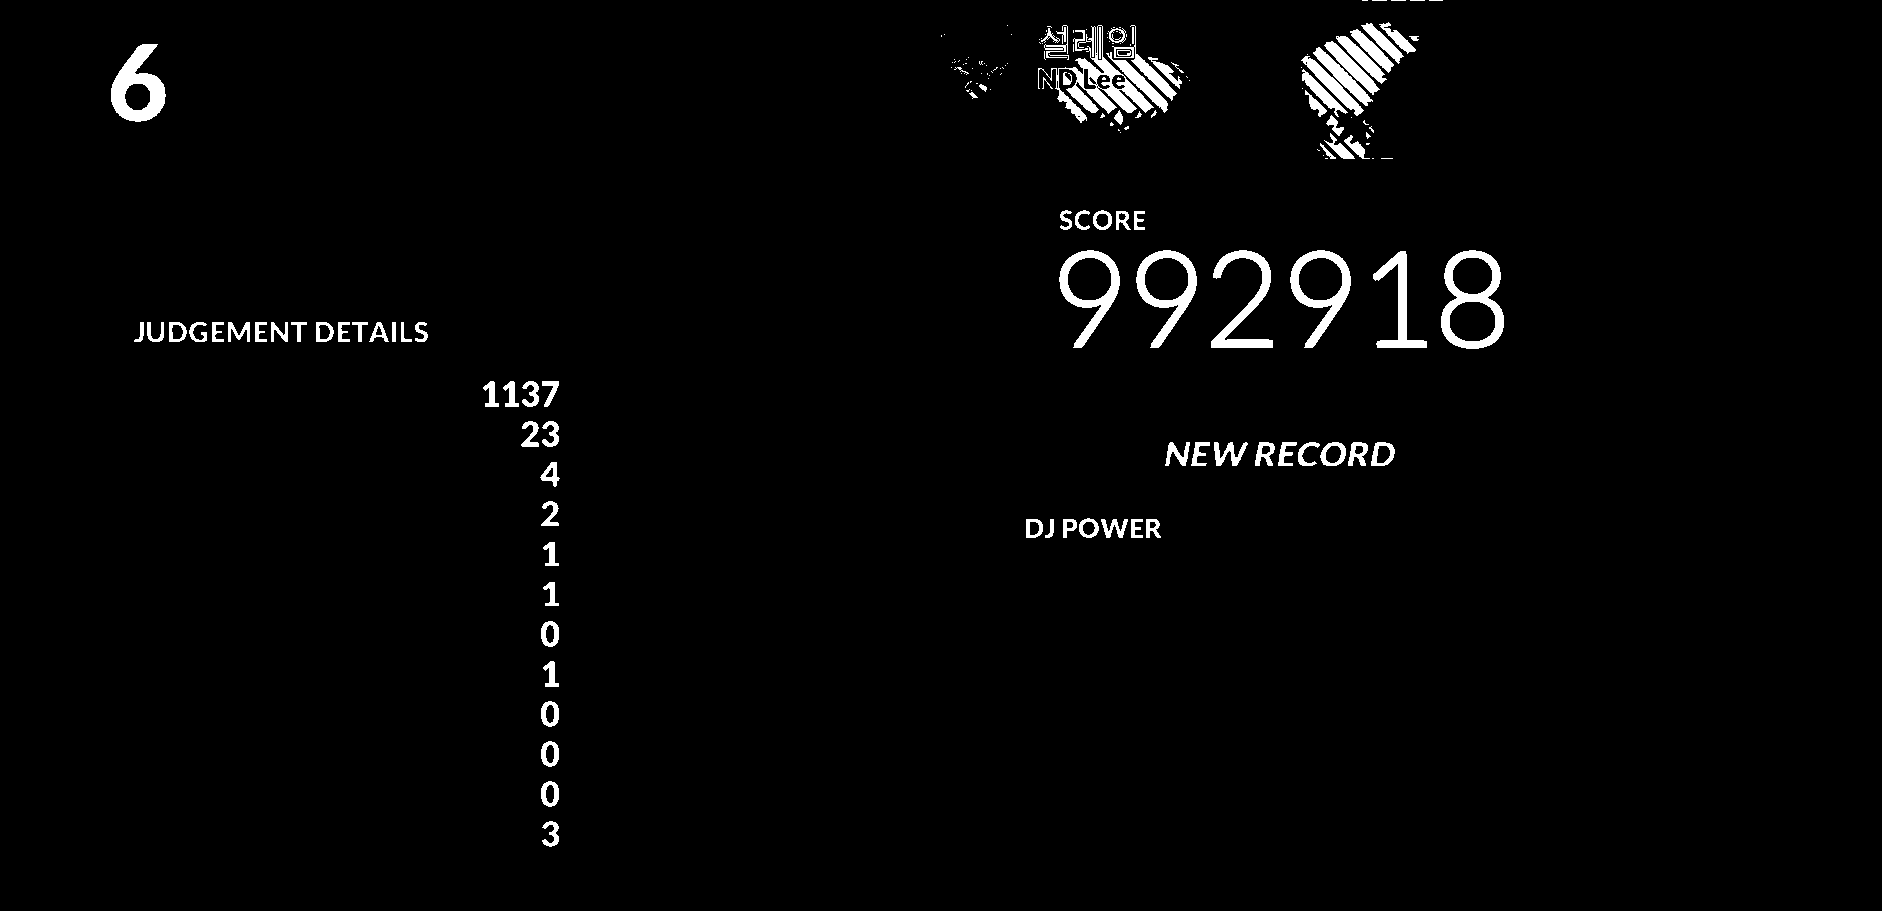 6
설레임
ND Lee
SCORE
992918
JUDGEMENT DETAILS
1137
23
4
2
1
1
0
1
0
0
0
3
NEW RECORD
DJ POWER